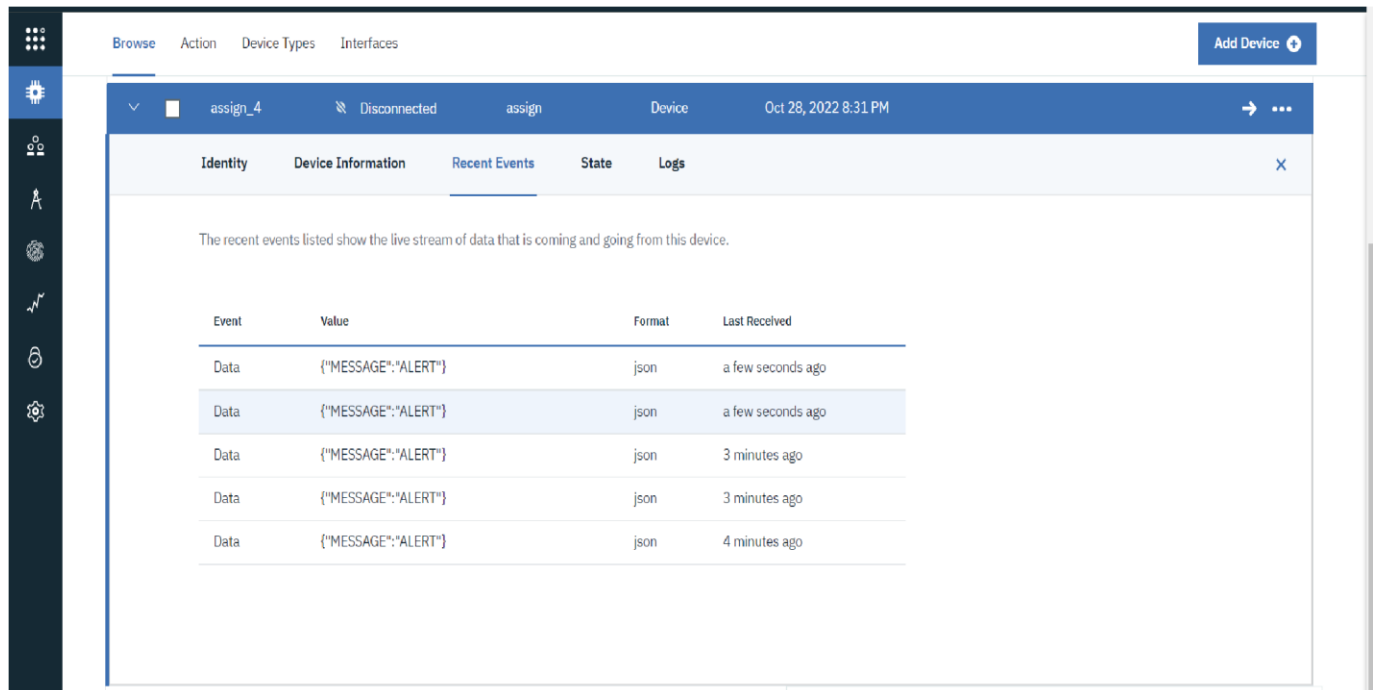 Browse Action Device Types Interfaces Add Device
assign_4 Disconnected assign Device Oct 28, 2022 8:31 PM
Identity Device Information Recent Events State Logs
The recent events listed show the live stream of data that is coming and going from this device.
Event Value Format Last Received
Data {"MESSAGE":"ALERT"} json a few seconds ago
Data {"MESSAGE":"ALERT"} json a few seconds ago
Data {"MESSAGE":"ALERT"} json 3 minutes ago
Data {"MESSAGE":"ALERT"} json 3 minutes ago
Data {"MESSAGE":"ALERT"} json 4 minutes ago